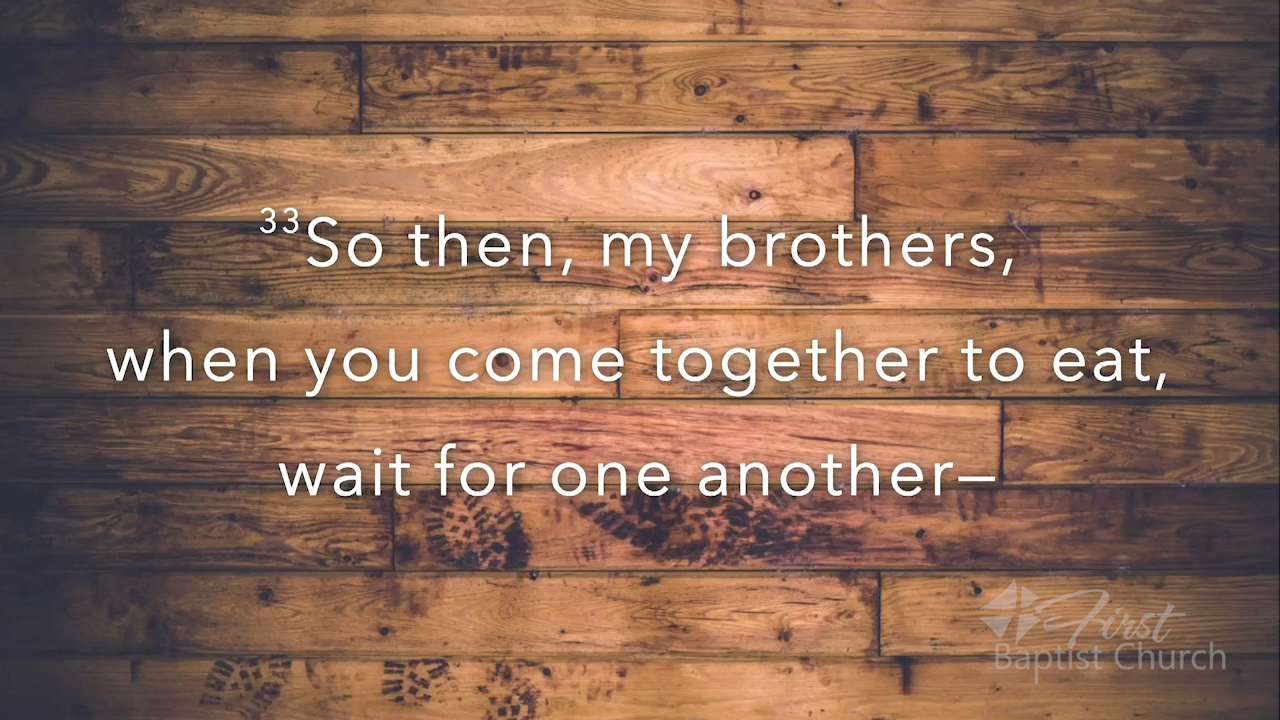 ³³So then, my brothers,
when you come together to eat,
wait for one another—
First
Baptist Church